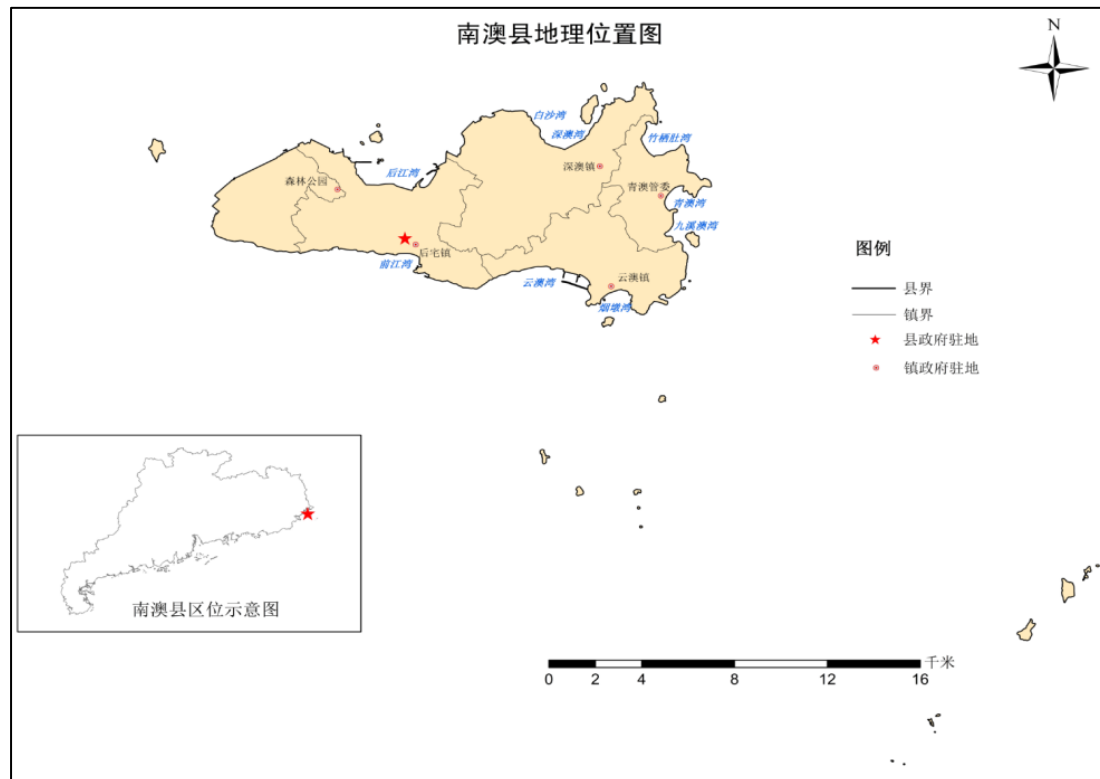 南澳县地理位置图
N
白沙湾
深澳湾
竹栖肚湾
深澳镇
后江湾
森林公园
青澳管委
青澳湾
九溪澳湾
后宅镇
前江湾
云澳湾
云澳镇
烟墩湾
图例
县界
镇界
县政府驻地
镇政府驻地
南澳县区位示意图
千米
0 2 4 8 12 16